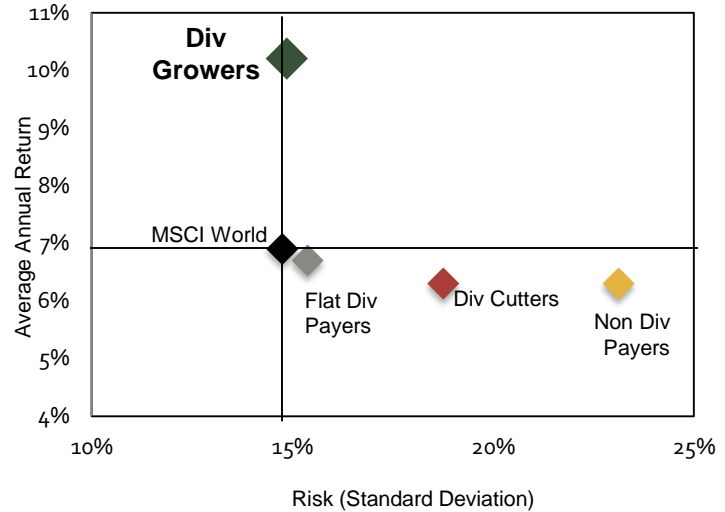 11%
Div
Growers
10%
9%
8%
MSCI World
7%
6%
Flat Div
Payers
Div Cutters
Non Div
Payers
5%
4%
10%
15%
20%
25%
Average Annual Return
Risk (Standard Deviation)